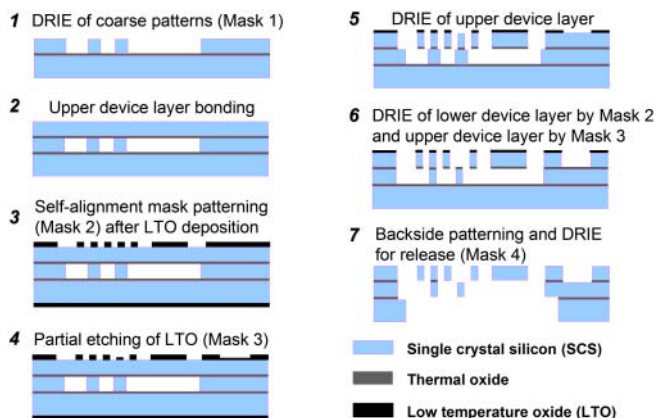 1 DRIE of coarse patterns (Mask 1)
2 Upper device layer bonding
3 Self-alignment mask patterning
(Mask 2) after LTO deposition
4 Partial etching of LTO (Mask 3)
5 DRIE of upper device layer
6 DRIE of lower device layer by Mask 2
and upper device layer by Mask 3
7 Backside patterning and DRIE
for release (Mask 4)
Single crystal silicon (SCS)
Thermal oxide
Low temperature oxide (LTO)